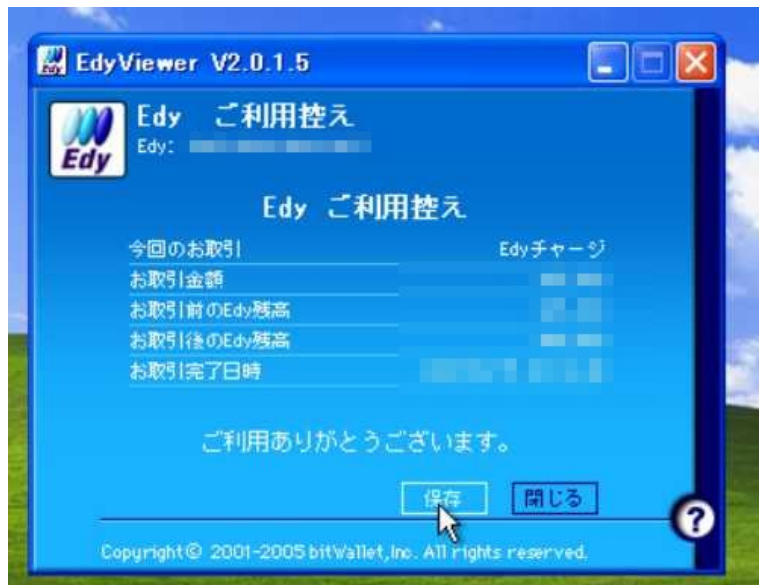 EdyViewer V2.0.1.5
Edy
Edy ご利用控え
Edy:
Edy ご利用控え
今回のお取引 Edyチャージ
お取引金額
お取引前のEdy残高
お取引後のEdy残高
お取引完了日時
ご利用ありがとうございます。
保存 閉じる
?
Copyright© 2001-2005 bitWallet,Inc. All rights reserved.